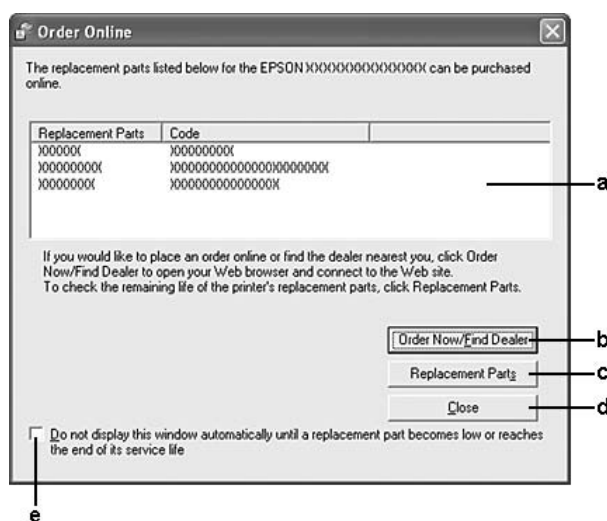 Order Online
The replacement parts listed below for the EPSON XXXXXXXXXXXXXXX can be purchased
online.
Replacement Parts Code
XXXXXX XXXXXXXXX
XXXXXXXXX XXXXXXXXXXXXXXXXXXXXXXX
XXXXXXXX XXXXXXXXXXXXXXXX
a
If you would like to place an order online or find the dealer nearest you, click Order
Now/Find Dealer to open your Web browser and connect to the Web site.
To check the remaining life of the printer's replacement parts, click Replacement Parts.
Order Now/Find Dealer b
Replacement Parts c
Close d
Do not display this window automatically until a replacement part becomes low or reaches
the end of its service life
e